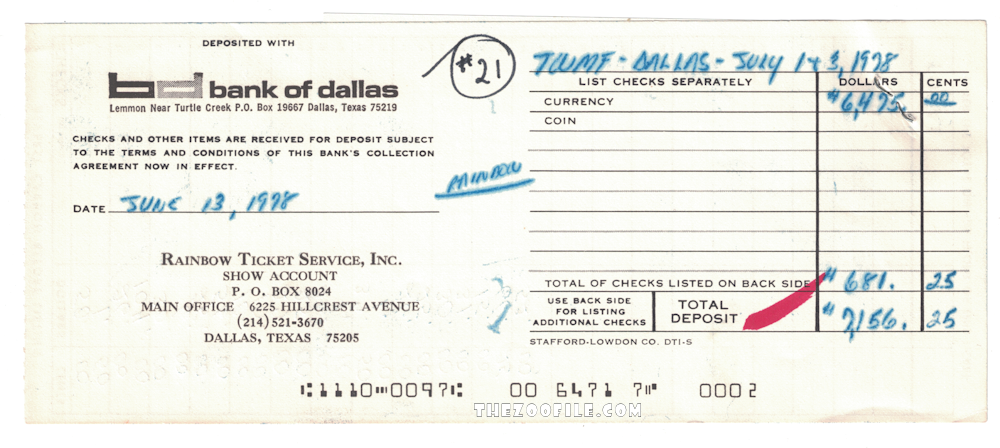 DEPOSITED WITH
bd bank of dallas
Lemmon Near Turtle Creek P.O. Box 19667 Dallas, Texas 75219
CHECKS AND OTHER ITEMS ARE RECEIVED FOR DEPOSIT SUBJECT
TO THE TERMS AND CONDITIONS OF THIS BANK'S COLLECTION
AGREEMENT NOW IN EFFECT.
DATE JUNE 13, 1978
RAINBOW TICKET SERVICE, INC.
SHOW ACCOUNT
P. O. BOX 8024
MAIN OFFICE 6225 HILLCREST AVENUE
(214) 521-3670
DALLAS, TEXAS 75205
#21
RAINBOW
TWMF - DALLAS - JULY 1 & 3, 1978
LIST CHECKS SEPARATELY DOLLARS CENTS
CURRENCY $6,475. 00
COIN
TOTAL OF CHECKS LISTED ON BACK SIDE # 681. 25
USE BACK SIDE
FOR LISTING
ADDITIONAL CHECKS
TOTAL
DEPOSIT
# 7,156. 25
STAFFORD-LOWDON CO. DTI-S
⑆1110⑉0097⑆ 00 6471 7⑈ 0002
THEZOOFILE.COM